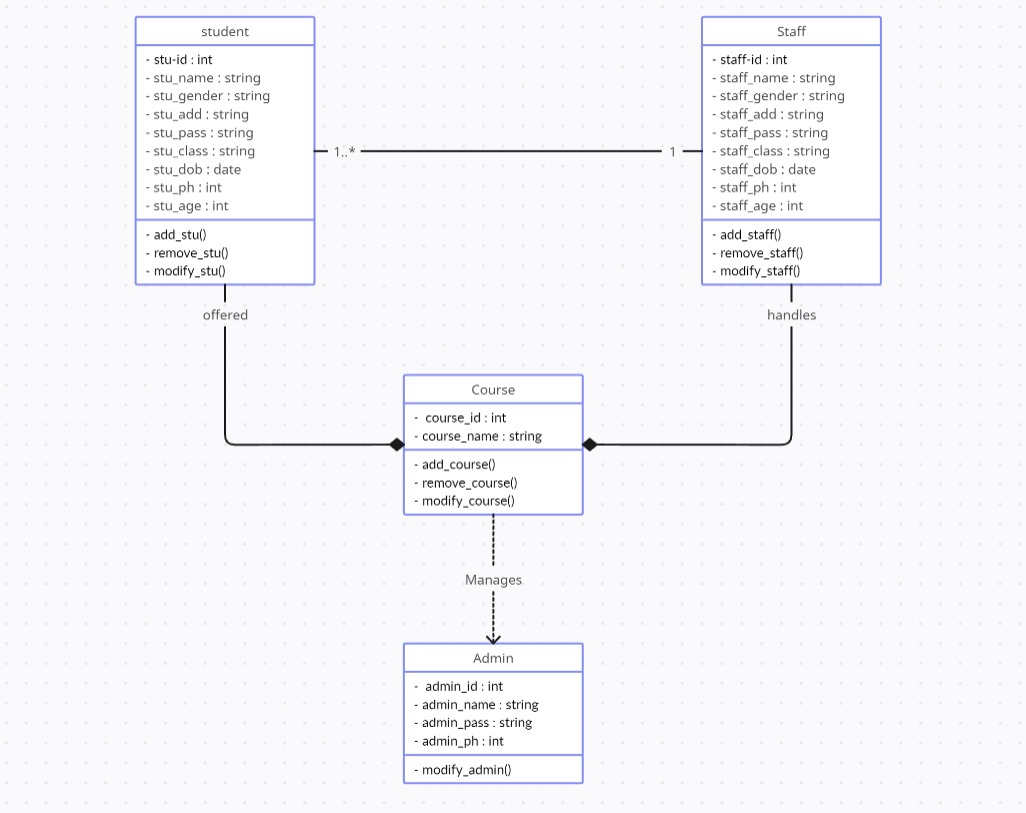 student
- stu-id : int
- stu_name : string
- stu_gender : string
- stu_add : string
- stu_pass : string
- stu_class : string
- stu_dob : date
- stu_ph : int
- stu_age : int
- add_stu()
- remove_stu()
- modify_stu()
1..*
1
Staff
- staff-id : int
- staff_name : string
- staff_gender : string
- staff_add : string
- staff_pass : string
- staff_class : string
- staff_dob : date
- staff_ph : int
- staff_age : int
- add_staff()
- remove_staff()
- modify_staff()
offered
handles
Course
- course_id : int
- course_name : string
- add_course()
- remove_course()
- modify_course()
Manages
Admin
- admin_id : int
- admin_name : string
- admin_pass : string
- admin_ph : int
- modify_admin()